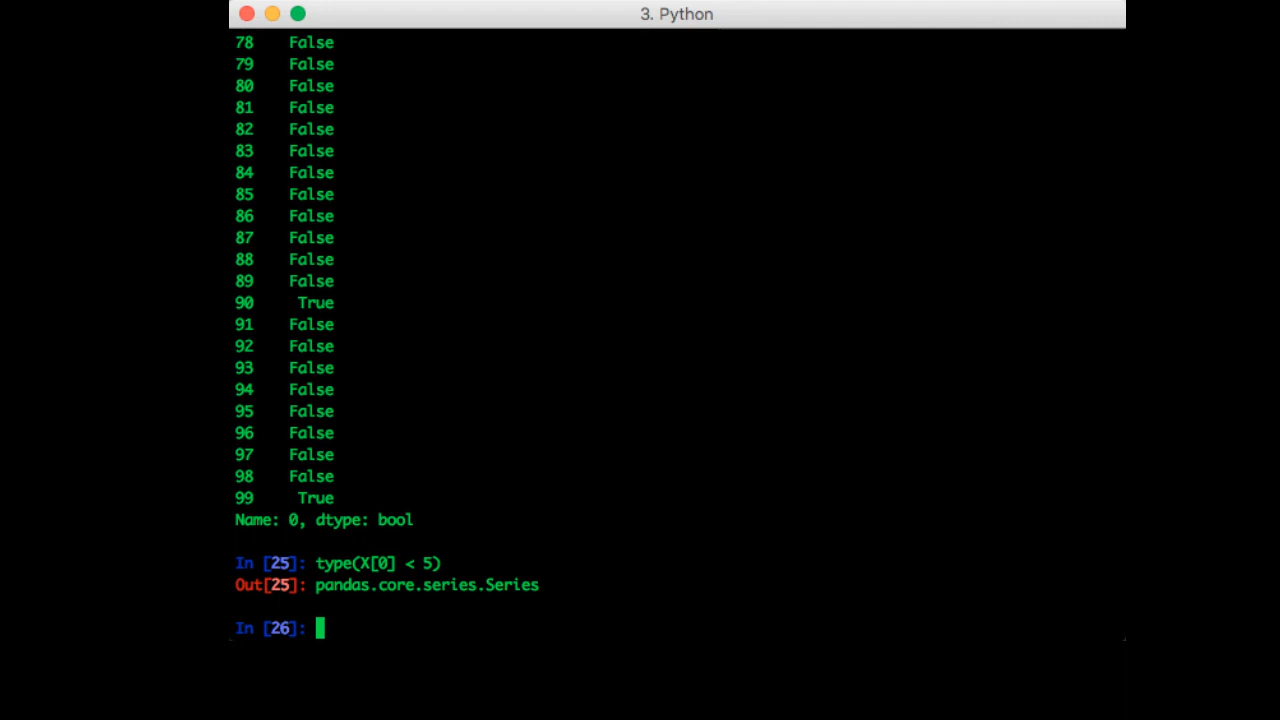 3. Python
78 False
79 False
80 False
81 False
82 False
83 False
84 False
85 False
86 False
87 False
88 False
89 False
90 True
91 False
92 False
93 False
94 False
95 False
96 False
97 False
98 False
99 True
Name: 0, dtype: bool
In [25]: type(X[0] < 5)
Out[25]: pandas.core.series.Series
In [26]: